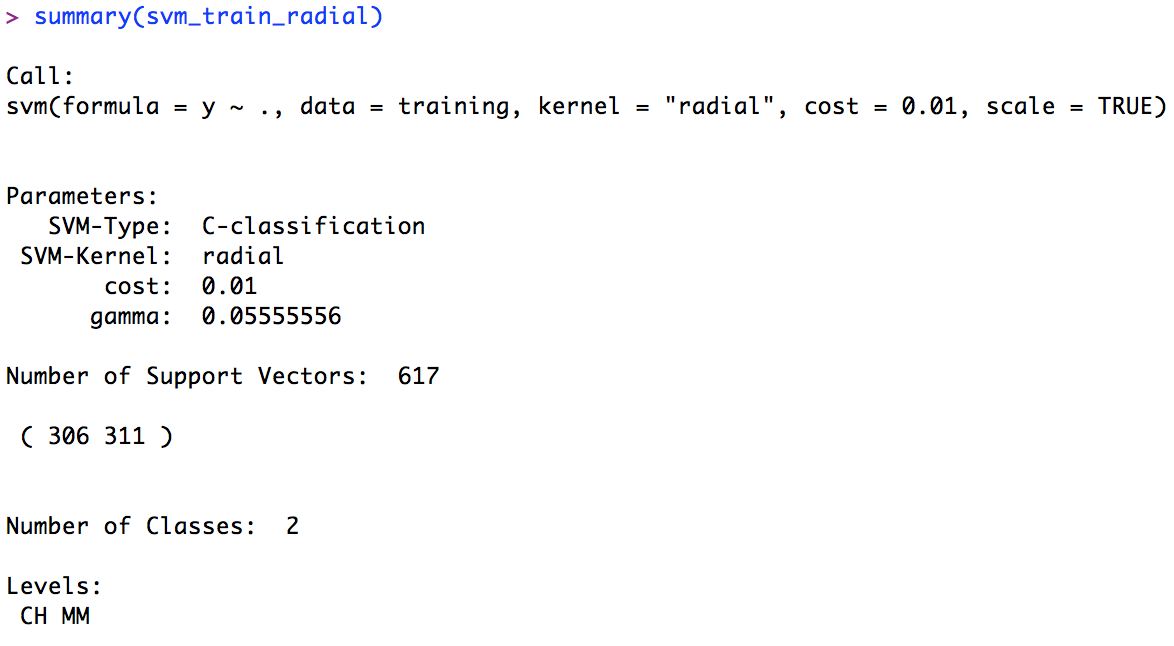 > summary(svm_train_radial)
Call:
svm(formula = y ~ ., data = training, kernel = "radial", cost = 0.01, scale = TRUE)
Parameters:
SVM-Type: C-classification
SVM-Kernel: radial
cost: 0.01
gamma: 0.05555556
Number of Support Vectors: 617
( 306 311 )
Number of Classes: 2
Levels:
CH MM